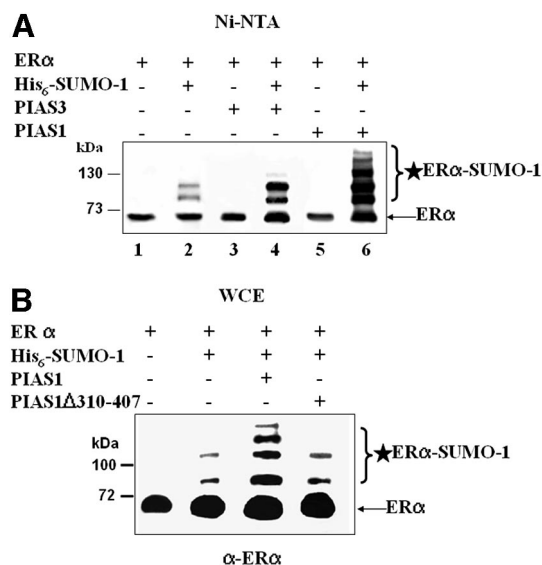 A
Ni-NTA
ERα + + + + + +
His6-SUMO-1 - + - + - +
PIAS3 - - + + - -
PIAS1 - - - - + +
kDa
130
73
★ERα-SUMO-1
ERα
1 2 3 4 5 6
B
WCE
ER α + + + +
His6-SUMO-1 - + + +
PIAS1 - - + -
PIAS1Δ310-407 - - - +
kDa
100
72
★ERα-SUMO-1
ERα
α-ERα